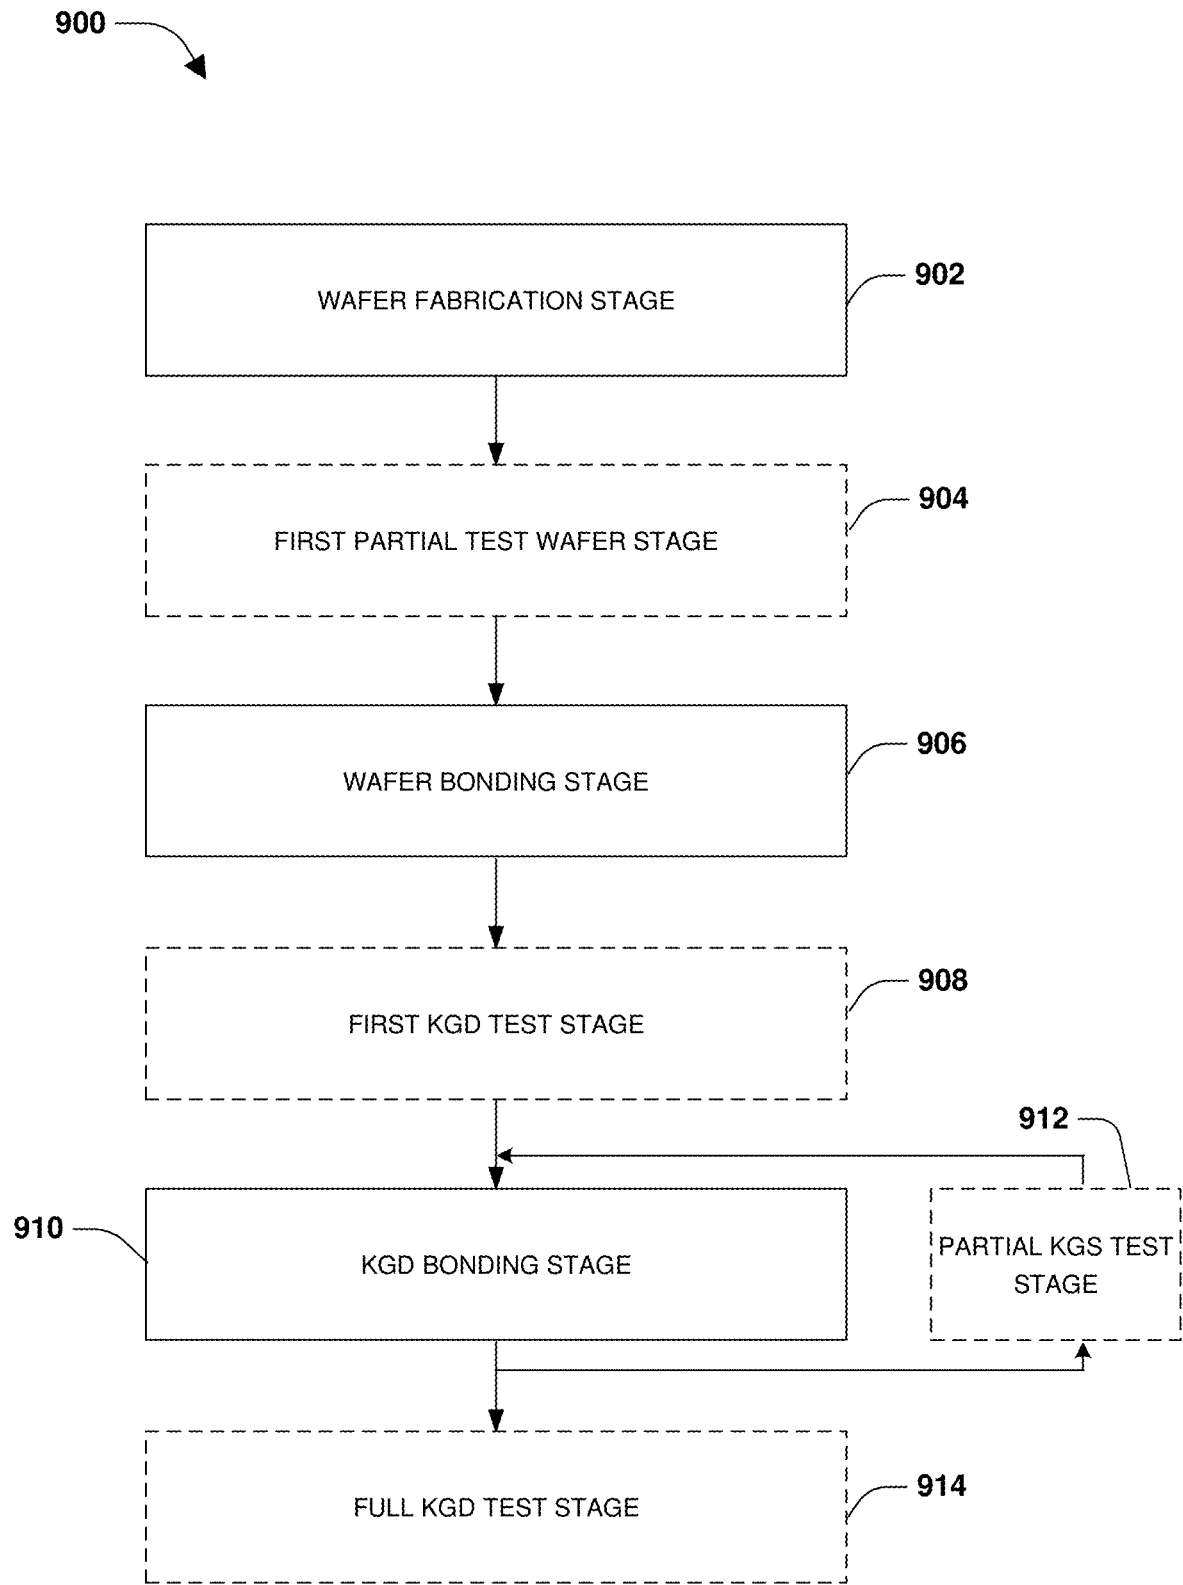 900
WAFER FABRICATION STAGE
902
FIRST PARTIAL TEST WAFER STAGE
904
WAFER BONDING STAGE
906
FIRST KGD TEST STAGE
908
912
910
KGD BONDING STAGE
PARTIAL KGS TEST
STAGE
FULL KGD TEST STAGE
914